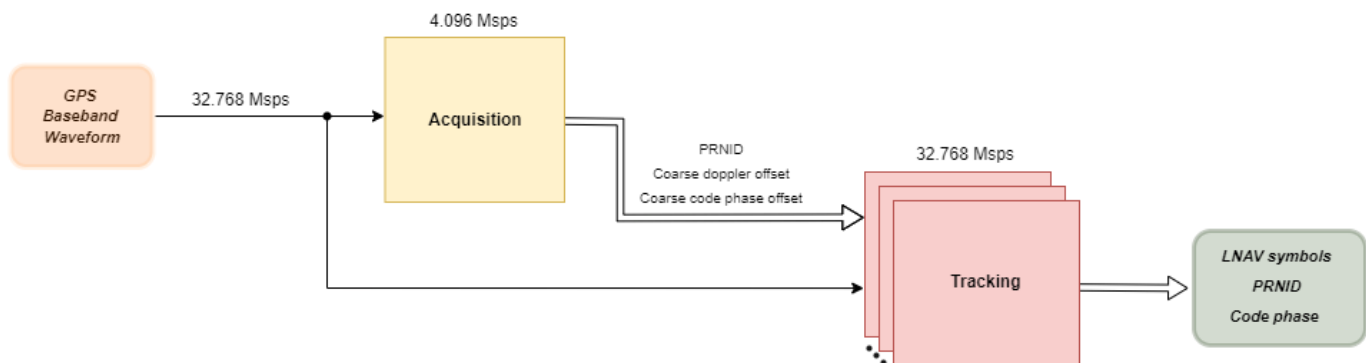 4.096 Msps
GPS
Baseband
Waveform
32.768 Msps
Acquisition
PRNID
Coarse doppler offset
Coarse code phase offset
32.768 Msps
Tracking
LNAV symbols
PRNID
Code phase